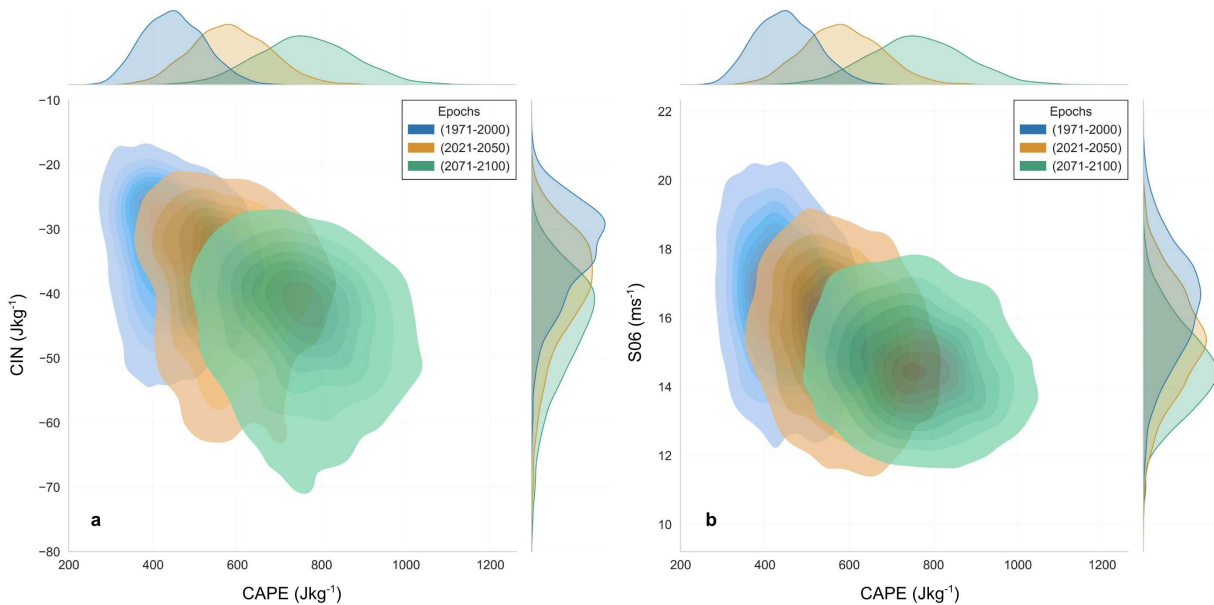 Epochs
(1971-2000)
(2021-2050)
(2071-2100)
−10
−20
−30
−40
−50
−60
−70
−80
CIN (Jkg⁻¹)
a
200 400 600 800 1000 1200
CAPE (Jkg⁻¹)
Epochs
(1971-2000)
(2021-2050)
(2071-2100)
22
20
18
16
14
12
10
S06 (ms⁻¹)
b
200 400 600 800 1000 1200
CAPE (Jkg⁻¹)